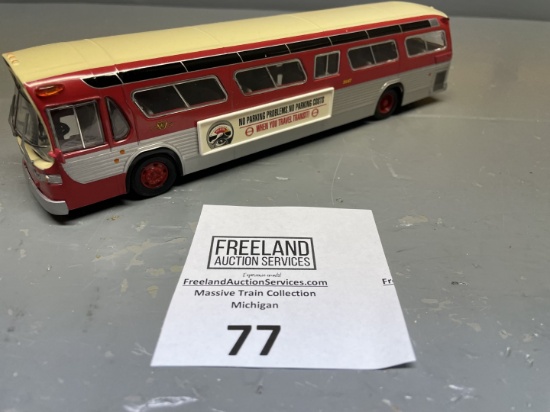 NO PARKING PROBLEMS, NO PARKING COSTS
WHEN YOU TRAVEL TRANSIT!
FREELAND
AUCTION SERVICES
FreelandAuctionServices.com
Massive Train Collection
Michigan
77